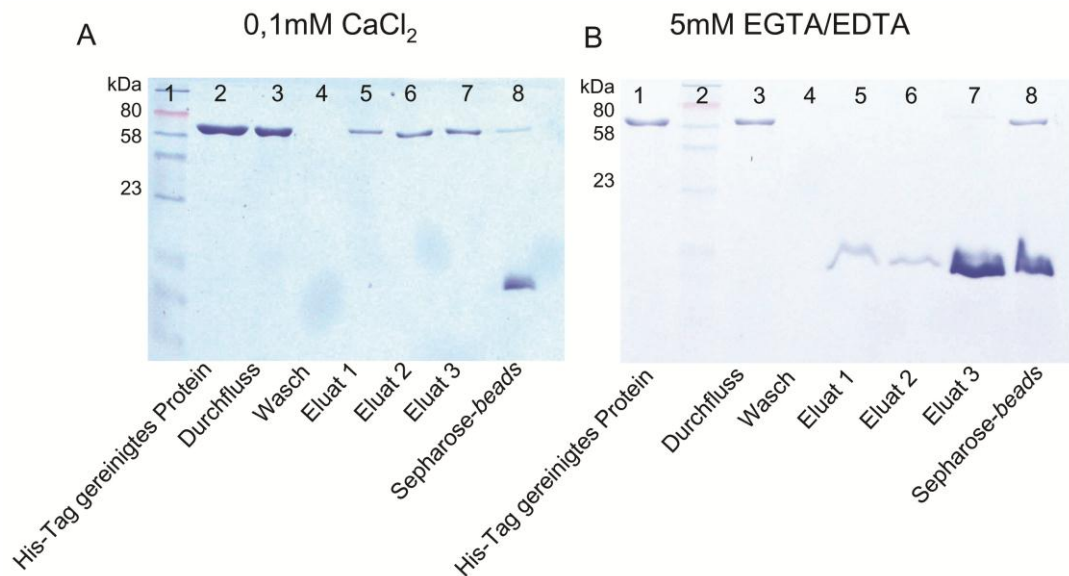 A
0,1mM CaCl₂
kDa
1 2 3 4 5 6 7 8
80
58
23
His-Tag gereinigtes Protein
Durchfluss
Wasch
Eluat 1
Eluat 2
Eluat 3
Sepharose-beads
B
5mM EGTA/EDTA
kDa
1 2 3 4 5 6 7 8
80
58
23
His-Tag gereinigtes Protein
Durchfluss
Wasch
Eluat 1
Eluat 2
Eluat 3
Sepharose-beads